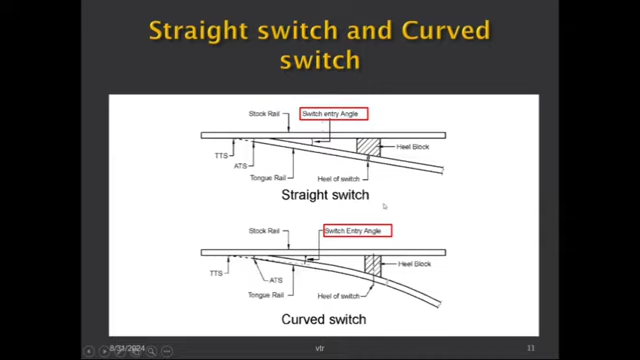 Straight switch and Curved
switch
Stock Rail
Switch entry Angle
Heel Block
TTS
ATS
Tongue Rail
Heel of switch
Straight switch
Stock Rail
Switch Entry Angle
Heel Block
TTS
ATS
Tongue Rail
Heel of switch
Curved switch
8/31/2024
vtr
11